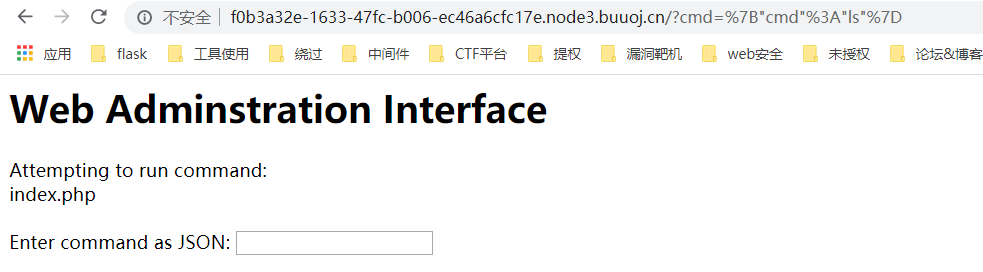 不安全 f0b3a32e-1633-47fc-b006-ec46a6cfc17e.node3.buuoj.cn/?cmd=%7B"cmd"%3A"ls"%7D
应用 flask 工具使用 绕过 中间件 CTF平台 提权 漏洞靶机 web安全 未授权 论坛&博客
Web Adminstration Interface
Attempting to run command:
index.php
Enter command as JSON: